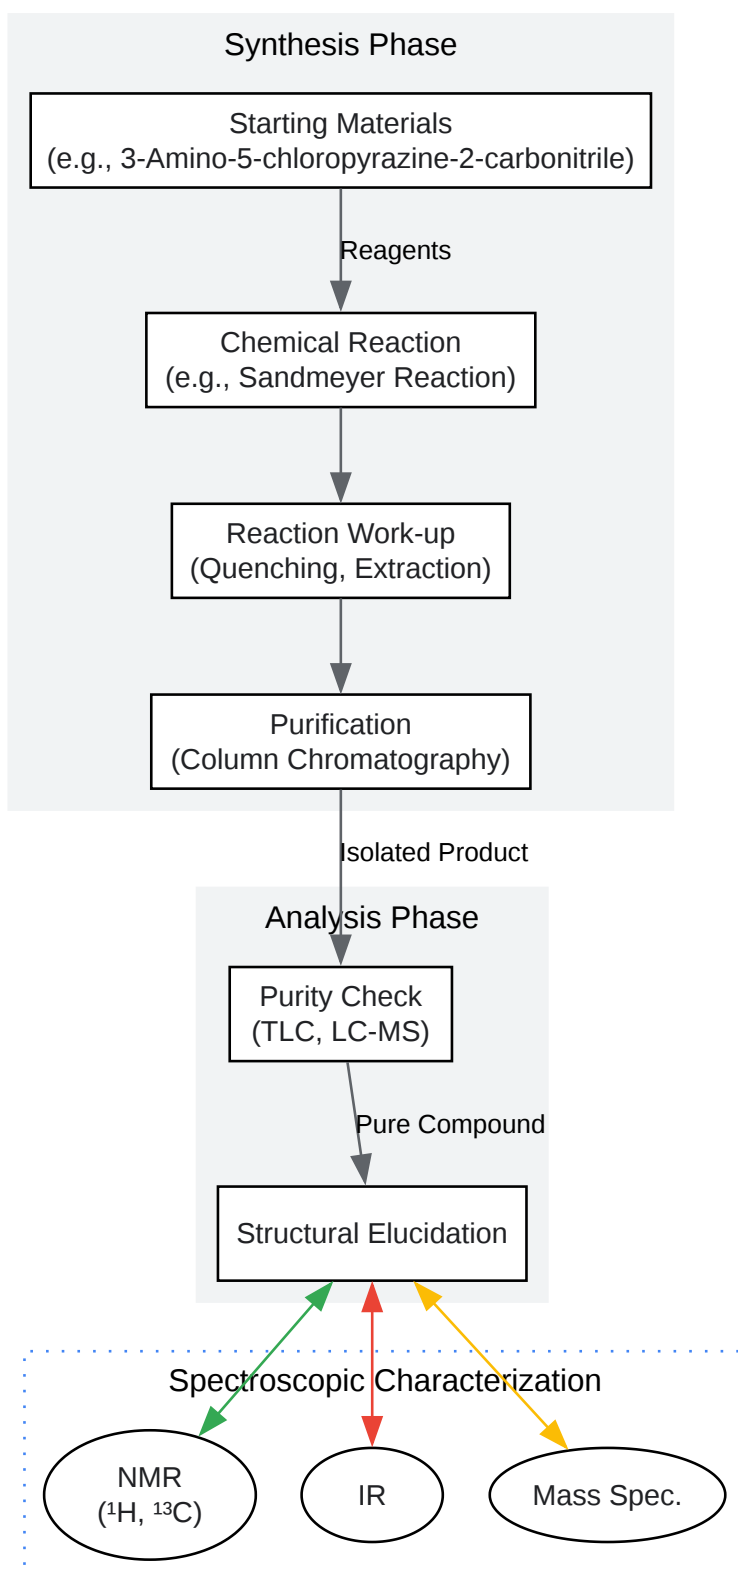 Synthesis Phase
Starting Materials
(e.g., 3-Amino-5-chloropyrazine-2-carbonitrile)
Reagents
Chemical Reaction
(e.g., Sandmeyer Reaction)
Reaction Work-up
(Quenching, Extraction)
Purification
(Column Chromatography)
Isolated Product
Analysis Phase
Purity Check
(TLC, LC-MS)
Pure Compound
Structural Elucidation
Spectroscopic Characterization
NMR
(¹H, ¹³C)
IR
Mass Spec.